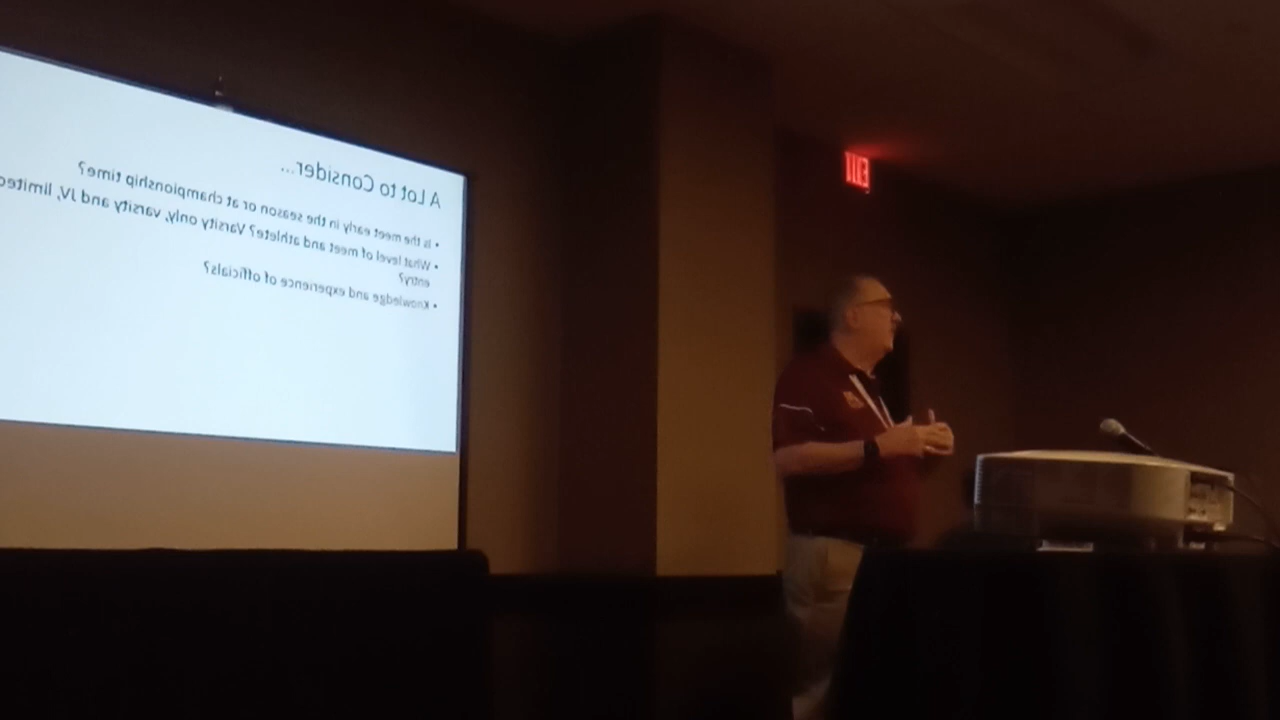 A Lot to Consider...
• Is the meet early in the season or at championship time?
• What level of meet and athlete? Varsity only, varsity and JV, limited
entry?
• Knowledge and experience of officials?
EXIT